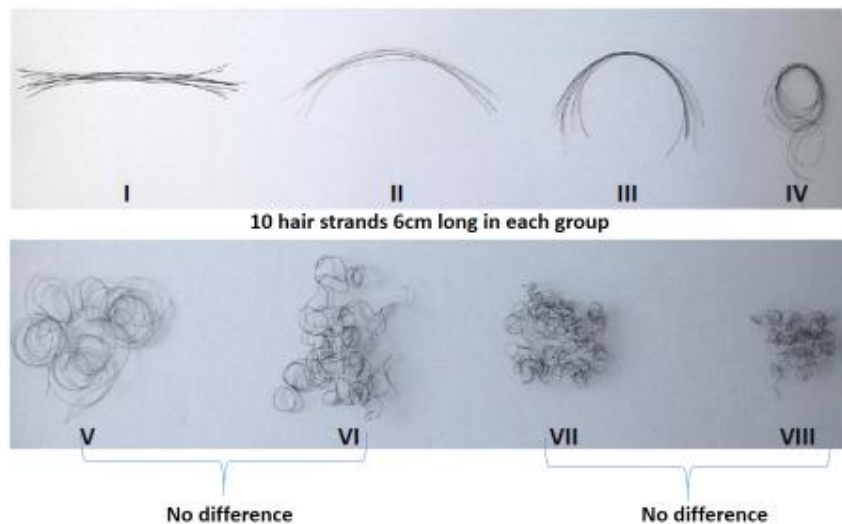 I II III IV
10 hair strands 6cm long in each group
V VI VII VIII
No difference No difference